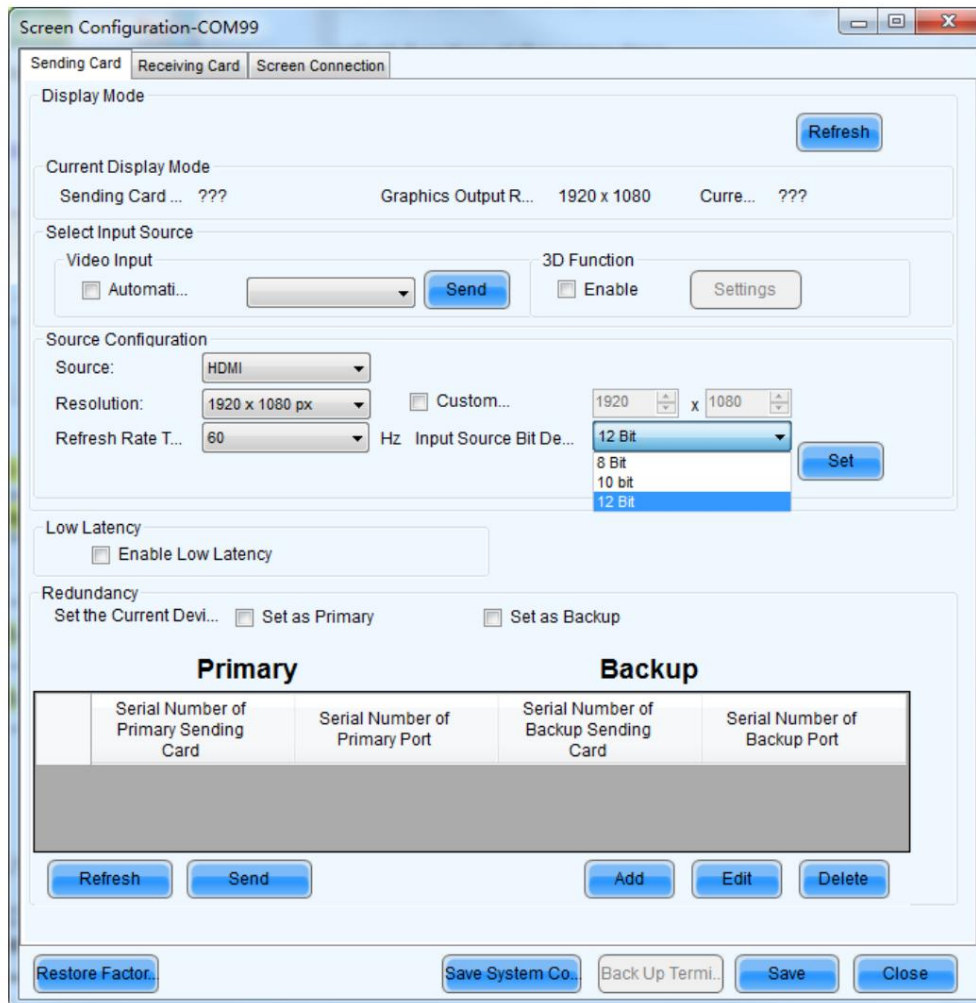 Screen Configuration-COM99
Sending Card Receiving Card Screen Connection
Display Mode
Refresh
Current Display Mode
Sending Card ... ??? Graphics Output R... 1920 x 1080 Curre... ???
Select Input Source
Video Input 3D Function
Automati... Send Enable Settings
Source Configuration
Source: HDMI
Resolution: 1920 x 1080 px Custom... 1920 x 1080
Refresh Rate T... 60 Hz Input Source Bit De... 12 Bit
8 Bit
10 bit
12 Bit
Set
Low Latency
Enable Low Latency
Redundancy
Set the Current Devi... Set as Primary Set as Backup
Primary Backup
Serial Number of
Primary Sending
Card
Serial Number of
Primary Port
Serial Number of
Backup Sending
Card
Serial Number of
Backup Port
Refresh Send Add Edit Delete
Restore Factor.. Save System Co.. Back Up Termi.. Save Close